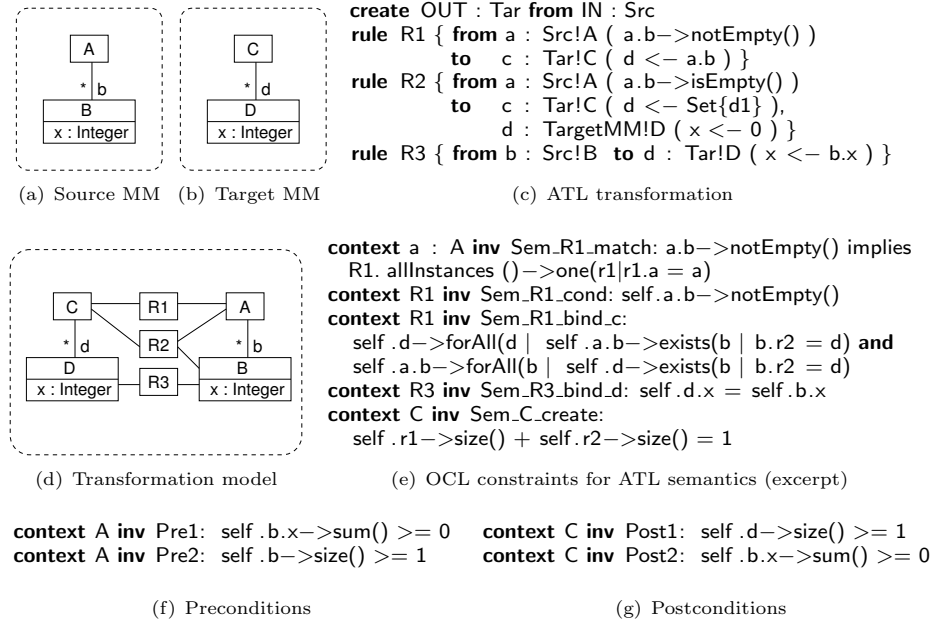 A
* b
B
x : Integer
(a) Source MM
C
* d
D
x : Integer
(b) Target MM
create OUT : Tar from IN : Src
rule R1 { from a : Src!A ( a.b−>notEmpty() )
to c : Tar!C ( d <− a.b ) }
rule R2 { from a : Src!A ( a.b−>isEmpty() )
to c : Tar!C ( d <− Set{d1} ),
d : TargetMM!D ( x <− 0 ) }
rule R3 { from b : Src!B to d : Tar!D ( x <− b.x ) }
(c) ATL transformation
C R1 A
R2
* d * b
D B
x : Integer R3 x : Integer
(d) Transformation model
context a : A inv Sem_R1_match: a.b−>notEmpty() implies
R1. allInstances ()−>one(r1|r1.a = a)
context R1 inv Sem_R1_cond: self.a.b−>notEmpty()
context R1 inv Sem_R1_bind_c:
self.d−>forAll(d | self.a.b−>exists(b | b.r2 = d) and
self.a.b−>forAll(b | self.d−>exists(b | b.r2 = d)
context R3 inv Sem_R3_bind_d: self.d.x = self.b.x
context C inv Sem_C_create:
self.r1−>size() + self.r2−>size() = 1
(e) OCL constraints for ATL semantics (excerpt)
context A inv Pre1: self.b.x−>sum() >= 0
context A inv Pre2: self.b−>size() >= 1
(f) Preconditions
context C inv Post1: self.d−>size() >= 1
context C inv Post2: self.b.x−>sum() >= 0
(g) Postconditions